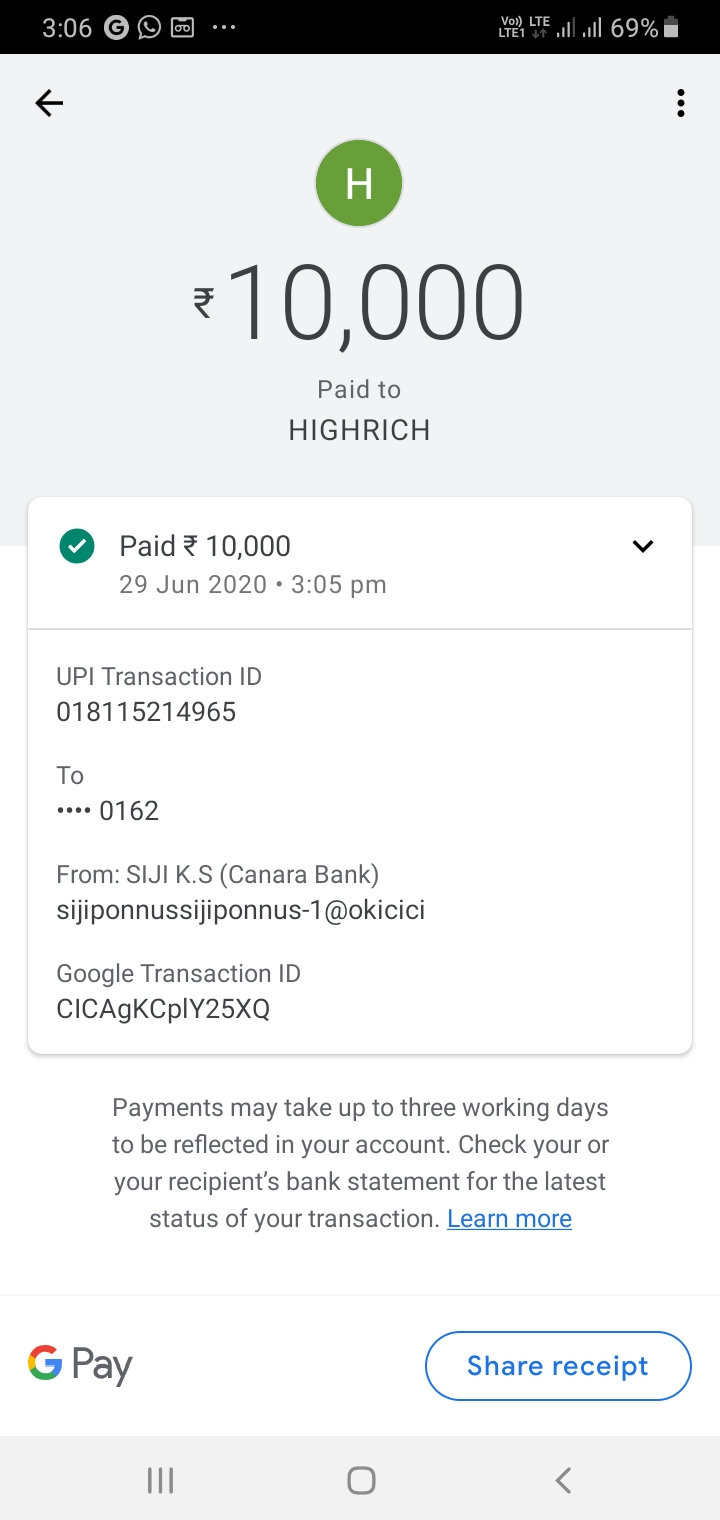 3:06
Vo)) LTE
LTE1
69%
H
₹10,000
Paid to
HIGHRICH
Paid ₹ 10,000
29 Jun 2020 • 3:05 pm
UPI Transaction ID
018115214965
To
•••• 0162
From: SIJI K.S (Canara Bank)
sijiponnussijiponnus-1@okicici
Google Transaction ID
CICAgKCplY25XQ
Payments may take up to three working days
to be reflected in your account. Check your or
your recipient’s bank statement for the latest
status of your transaction. Learn more
G Pay
Share receipt